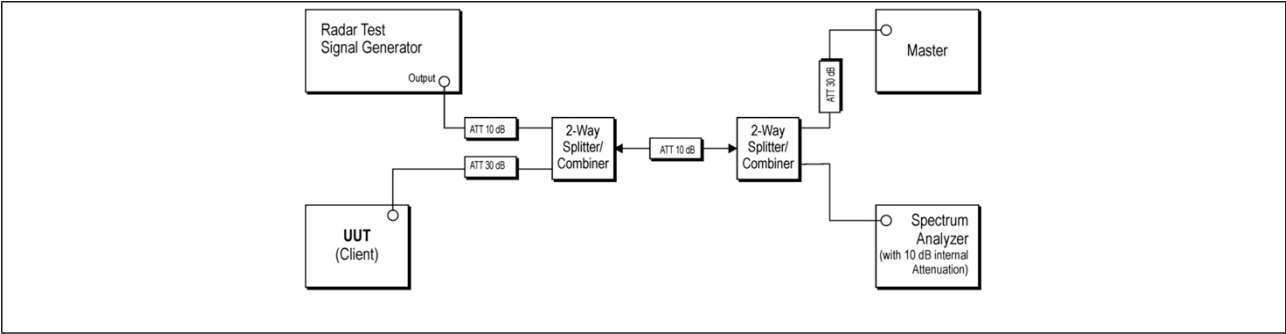 Radar Test
Signal Generator
Output
Master
ATT 30 dB
ATT 10 dB
2-Way
Splitter/
Combiner
ATT 10 dB
2-Way
Splitter/
Combiner
ATT 30 dB
UUT
(Client)
Spectrum
Analyzer
(with 10 dB internal
Attenuation)